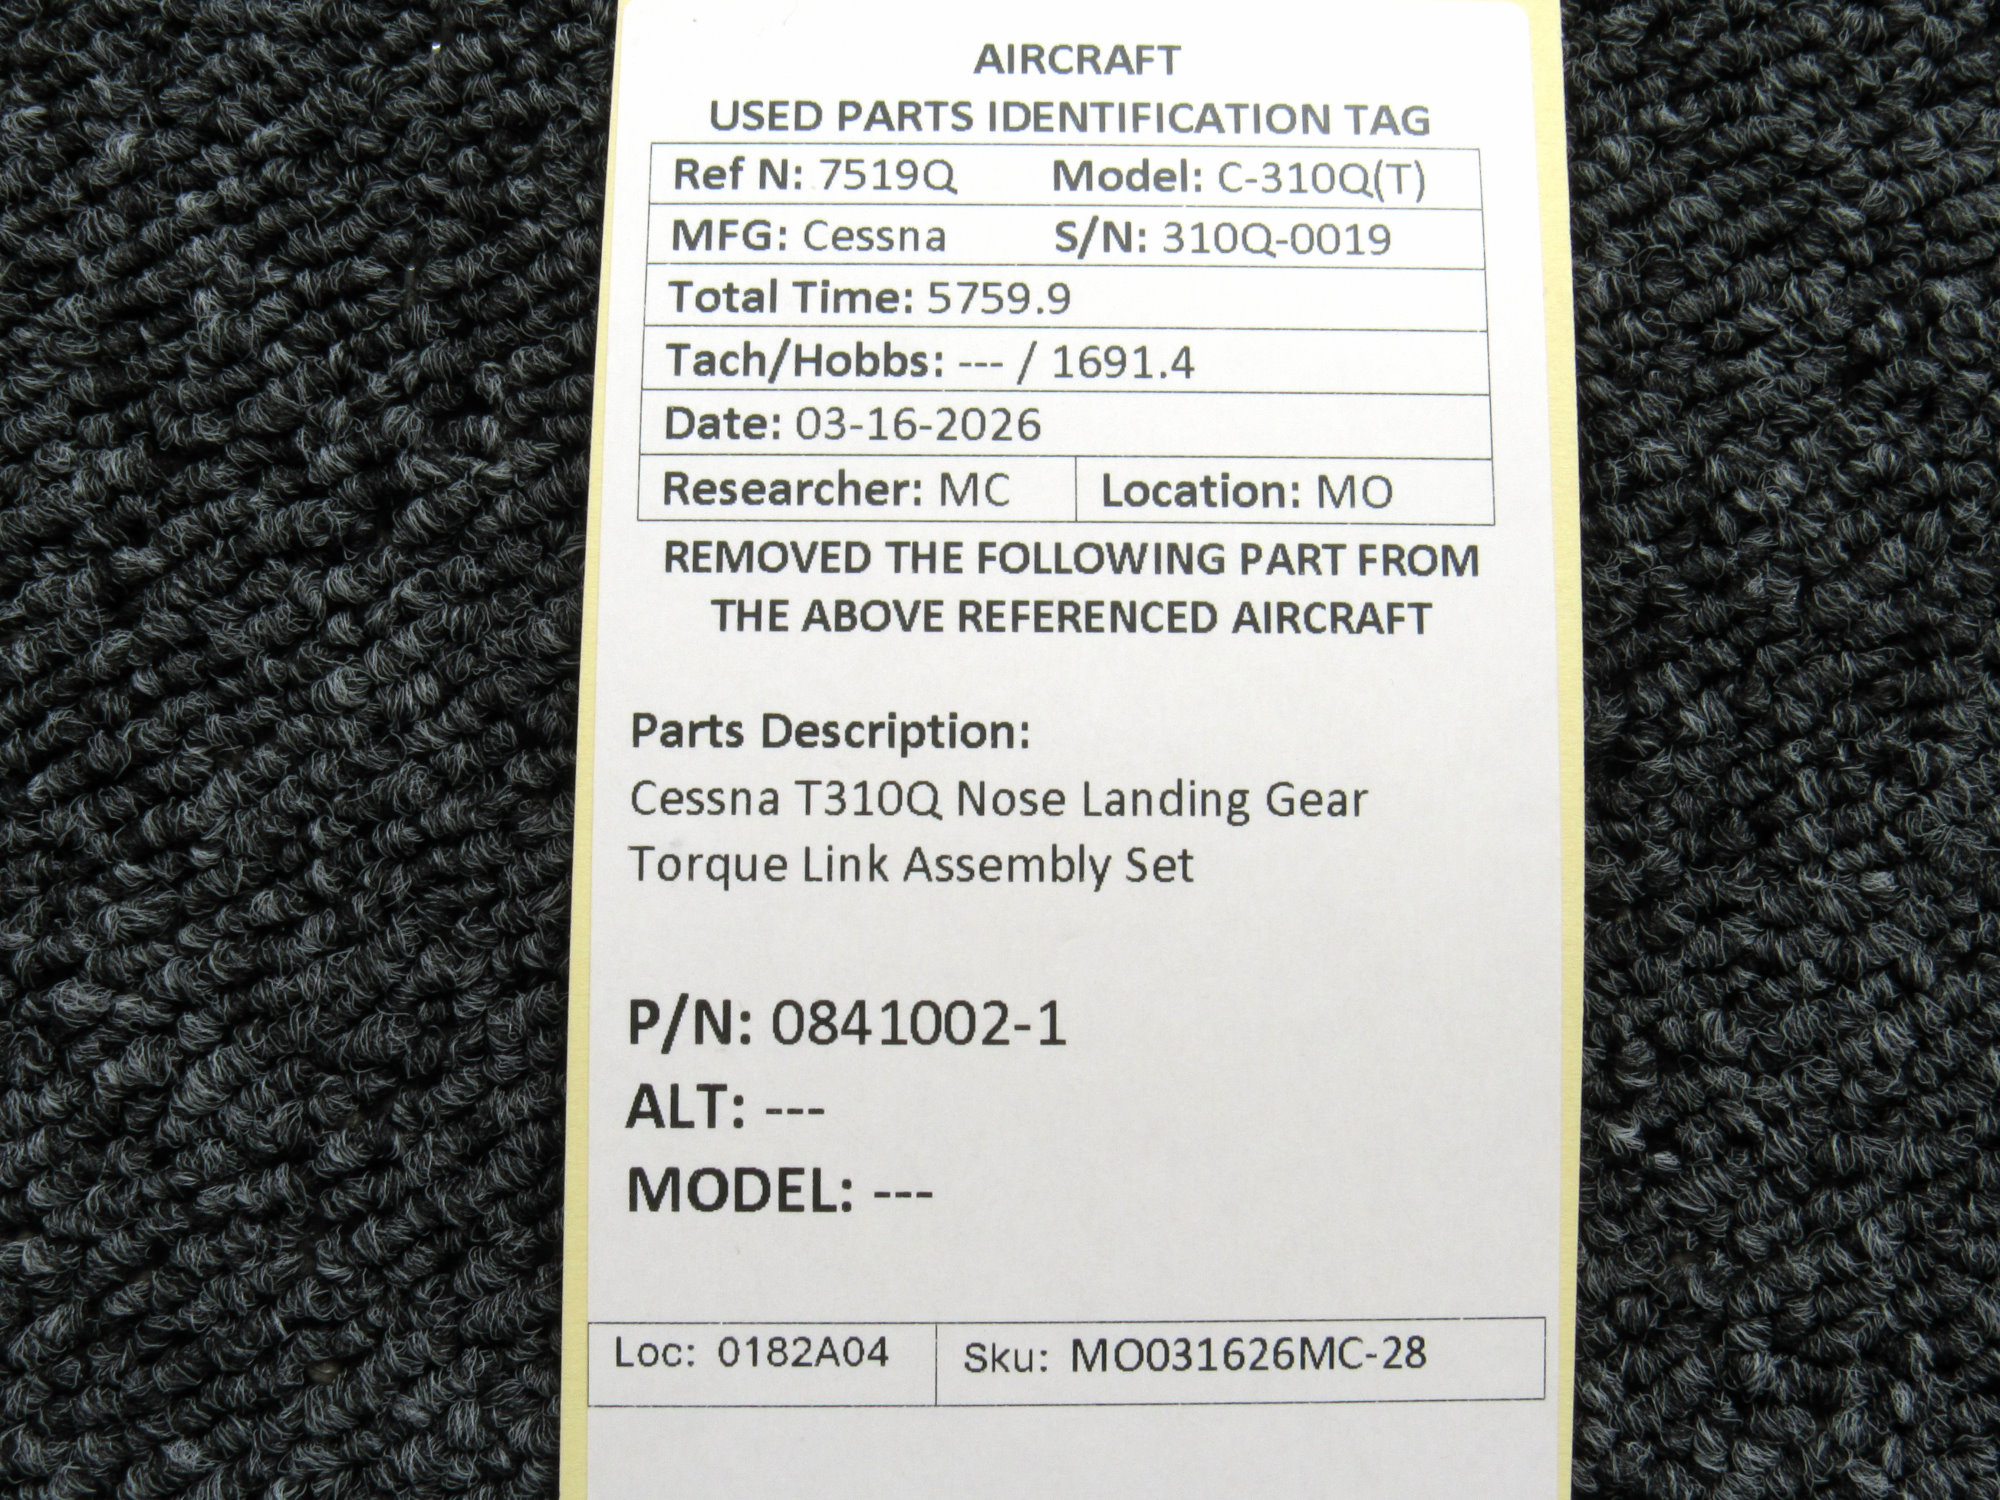 AIRCRAFT
USED PARTS IDENTIFICATION TAG
Ref N: 7519Q Model: C-310Q(T)
MFG: Cessna S/N: 310Q-0019
Total Time: 5759.9
Tach/Hobbs: --- / 1691.4
Date: 03-16-2026
Researcher: MC Location: MO
REMOVED THE FOLLOWING PART FROM
THE ABOVE REFERENCED AIRCRAFT
Parts Description:
Cessna T310Q Nose Landing Gear
Torque Link Assembly Set
P/N: 0841002-1
ALT: ---
MODEL: ---
Loc: 0182A04 Sku: MO031626MC-28